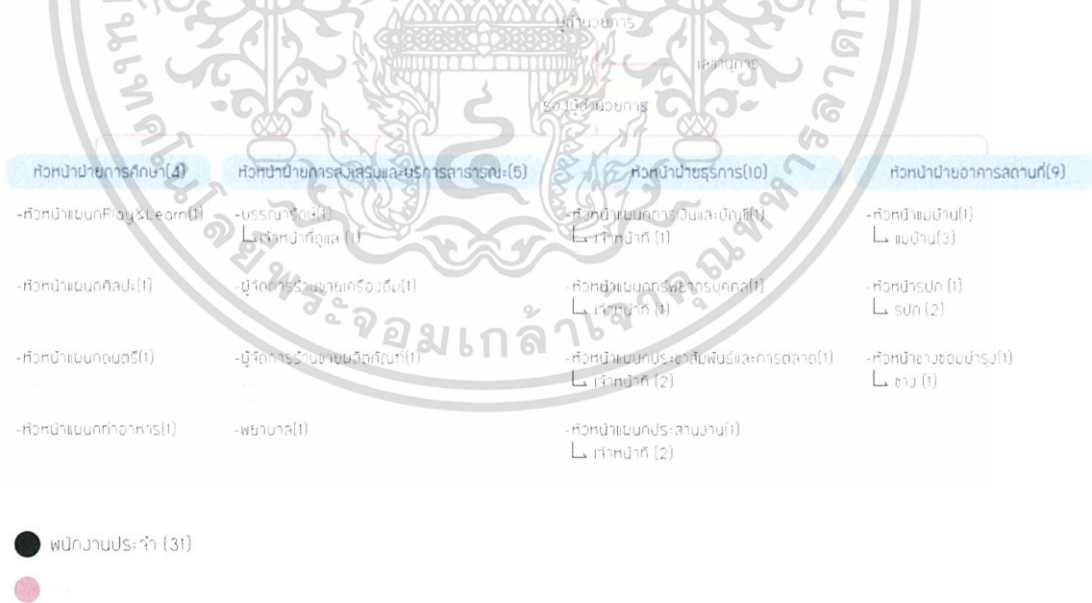 ผู้อำนวยการ
เลขานุการ
รองผู้อำนวยการ
หัวหน้าฝ่ายการศึกษา(4)
-หัวหน้าแผนกPlay&Learn(1)
-หัวหน้าแผนกศิลปะ(1)
-หัวหน้าแผนกดนตรี(1)
-หัวหน้าแผนกทำอาหาร(1)
หัวหน้าฝ่ายการส่งเสริมและบริการสาธารณะ(5)
-บรรณารักษ์(1)
เจ้าหน้าที่ดูแล (1)
-ผู้จัดการร้านขายเครื่องดื่ม(1)
-ผู้จัดการร้านขายผลิตภัณฑ์(1)
-พยาบาล(1)
หัวหน้าฝ่ายธุรการ(10)
-หัวหน้าแผนกการเงินและบัญชี(1)
เจ้าหน้าที่ (1)
-หัวหน้าแผนกทรัพยากรบุคคล(1)
เจ้าหน้าที่ (1)
-หัวหน้าแผนกประชาสัมพันธ์และการตลาด(1)
เจ้าหน้าที่ (2)
-หัวหน้าแผนกประสานงาน(1)
เจ้าหน้าที่ (2)
หัวหน้าฝ่ายอาคารสถานที่(9)
-หัวหน้าแม่บ้าน(1)
แม่บ้าน(3)
-หัวหน้ารปภ (1)
รปภ (2)
-หัวหน้าช่างซ่อมบำรุง(1)
ช่าง (1)
พนักงานประจำ (31)